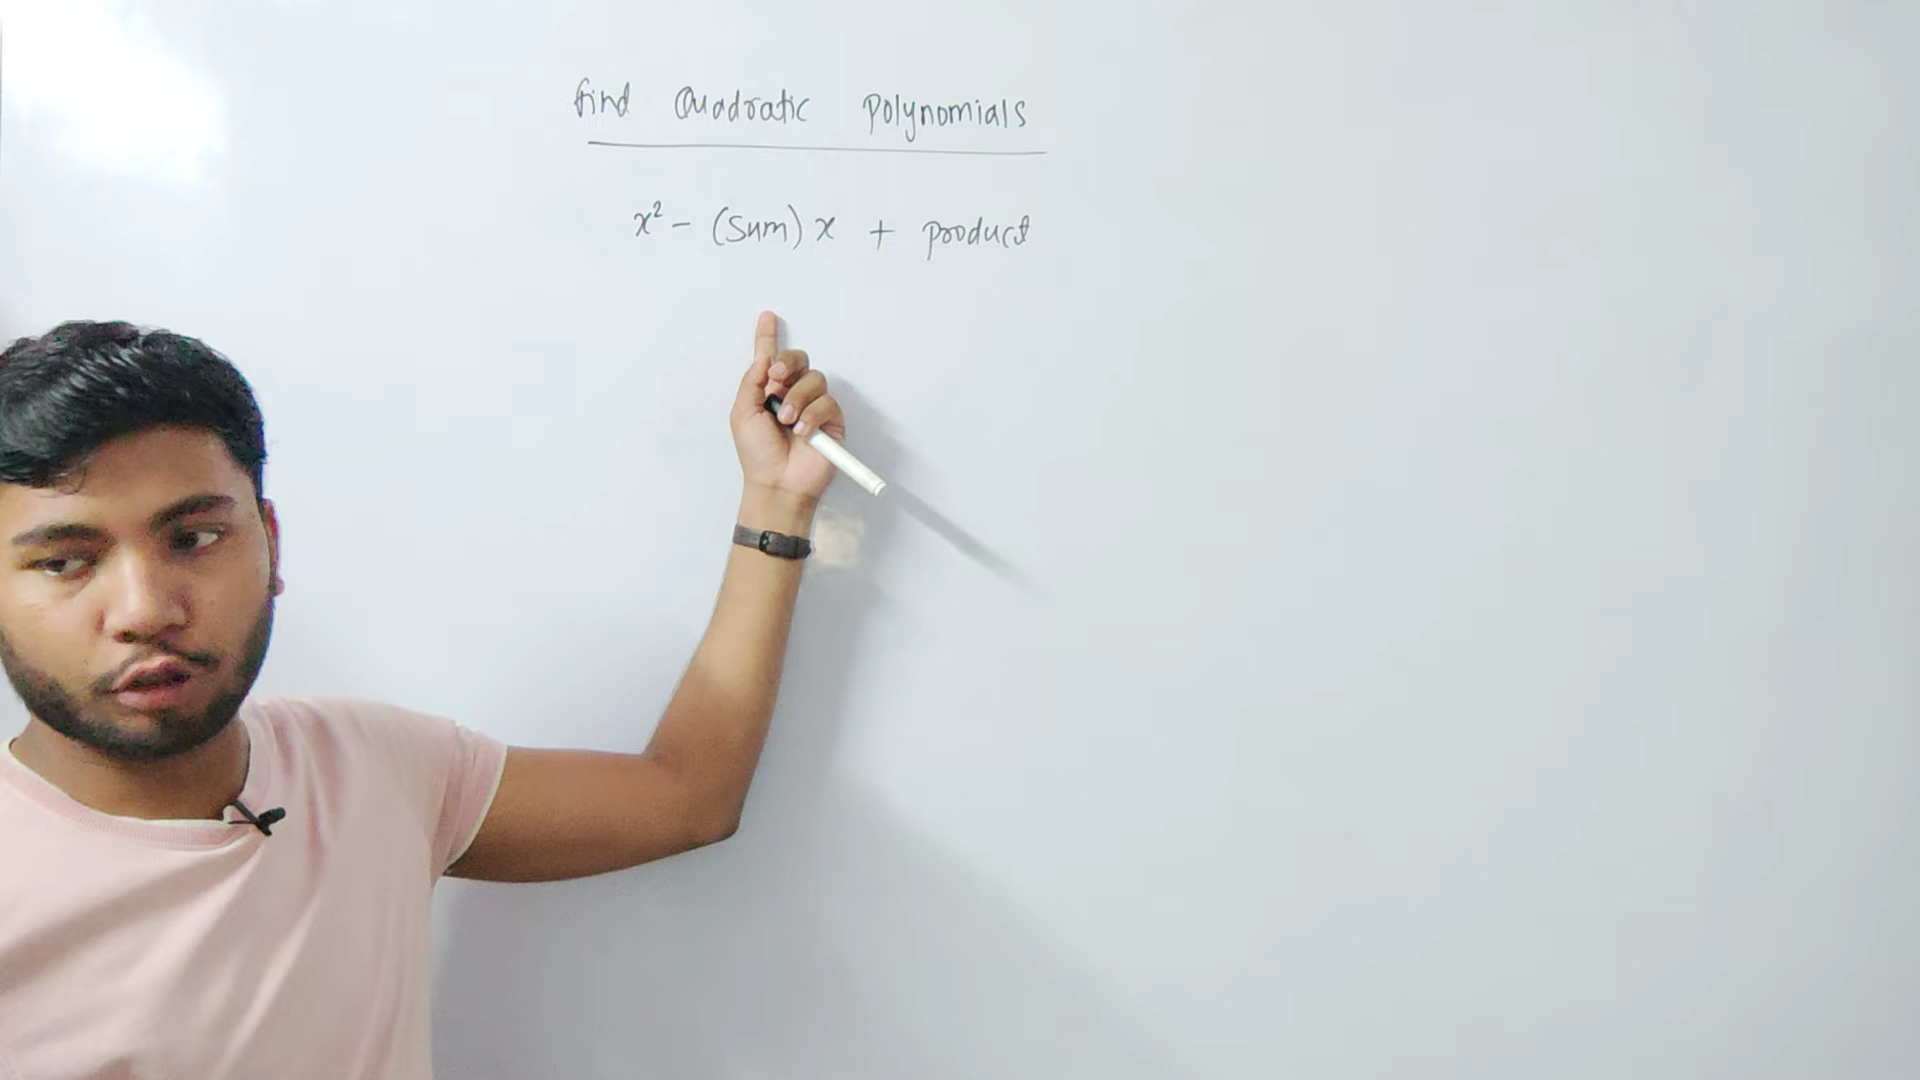 find Quadratic Polynomials
x² - (sum) x + product